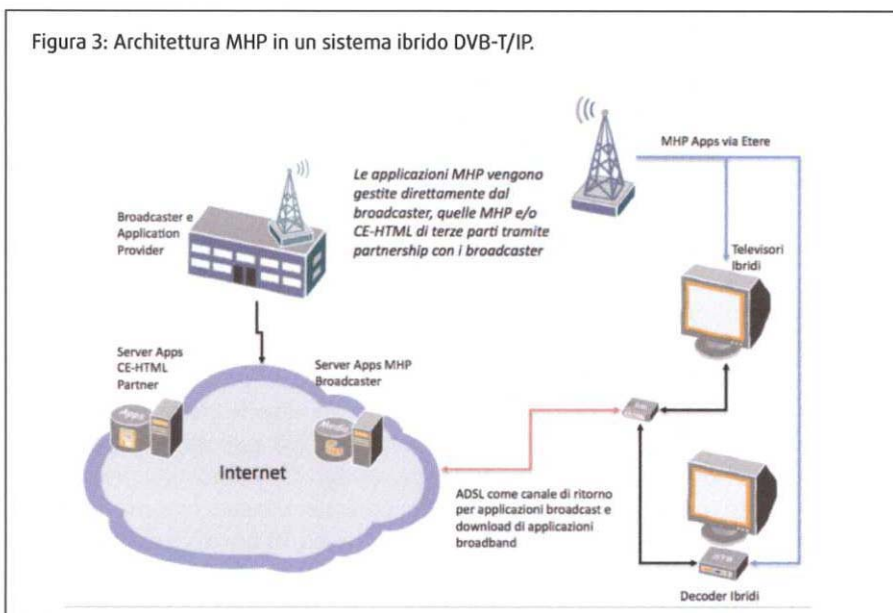 Figura 3: Architettura MHP in un sistema ibrido DVB-T/IP.
MHP Apps via Etere
Le applicazioni MHP vengono
gestite direttamente dal
broadcaster, quelle MHP e/o
CE-HTML di terze parti tramite
partnership con i broadcaster
Broadcaster e
Application
Provider
Televisori
Ibridi
Server Apps
CE-HTML
Partner
Server Apps MHP
Broadcaster
Apps
Media
Internet
ADSL come canale di ritorno
per applicazioni broadcast e
download di applicazioni
broadband
STB
Decoder Ibridi